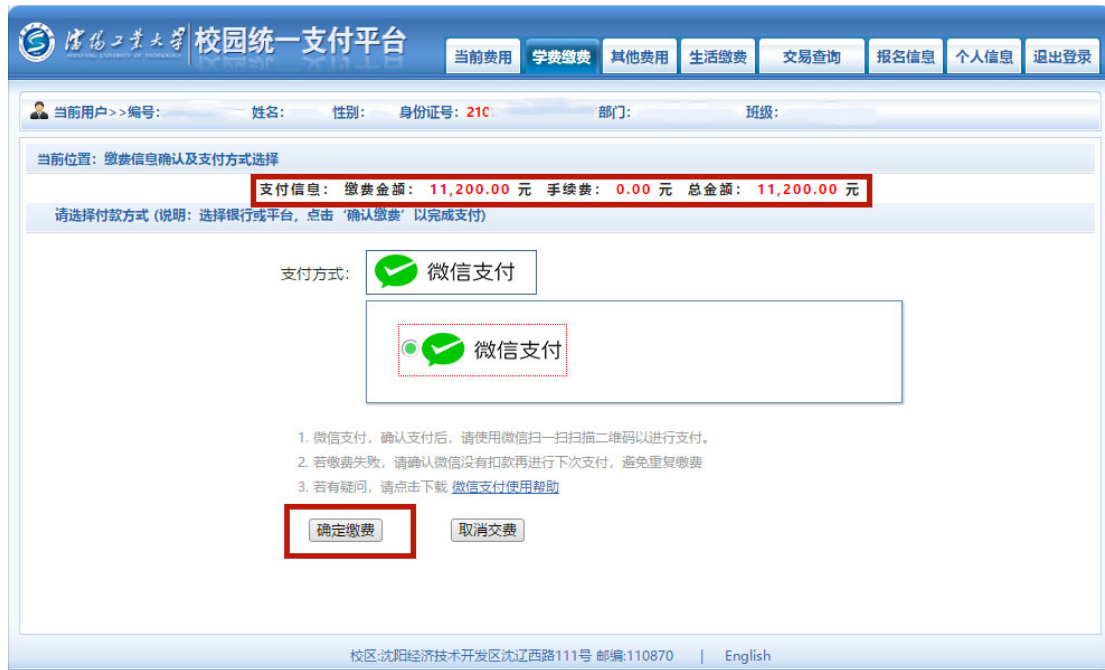 沈阳工业大学 校园统一支付平台
当前费用 学费缴费 其他费用 生活缴费 交易查询 报名信息 个人信息 退出登录
当前用户>>编号： 姓名： 性别： 身份证号：210 部门： 班级：
当前位置：缴费信息确认及支付方式选择
支付信息： 缴费金额： 11,200.00 元 手续费： 0.00 元 总金额： 11,200.00 元
请选择付款方式 (说明：选择银行或平台，点击‘确认缴费’以完成支付)
支付方式： 微信支付
微信支付
1. 微信支付，确认支付后，请使用微信扫一扫扫描二维码以进行支付。
2. 若缴费失败，请确认微信没有扣款再进行下次支付，避免重复缴费
3. 若有疑问，请点击下载 微信支付使用帮助
确定缴费 取消交费
校区:沈阳经济技术开发区沈辽西路111号 邮编:110870 | English